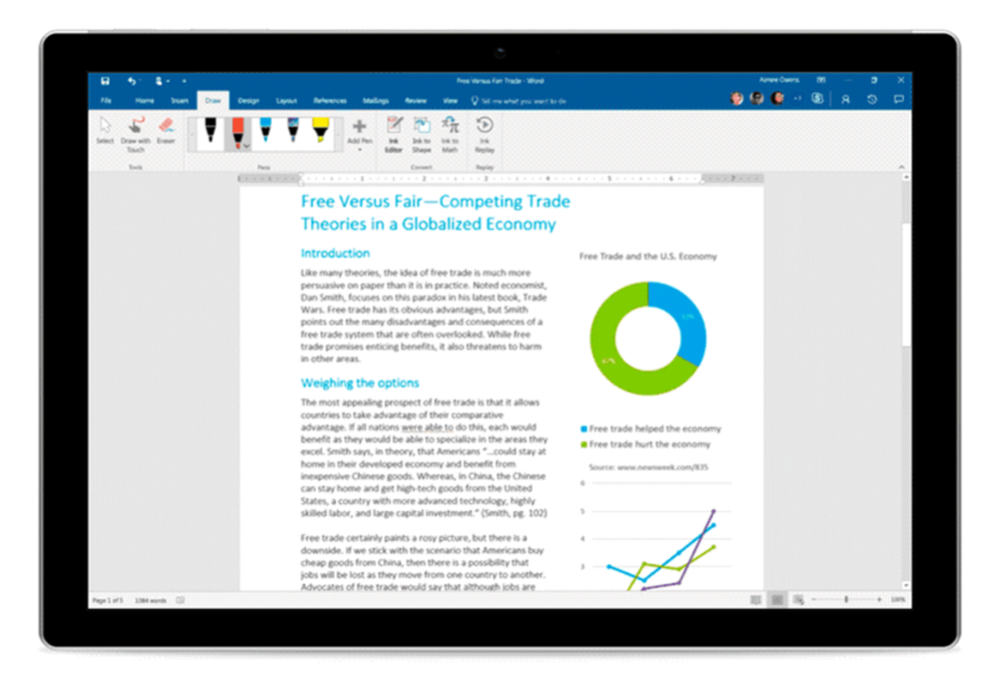 Free Versus Fair Trade - Word
Aimee Owens
File Home Insert Draw Design Layout References Mailings Review View Tell me what you want to do
Select
Draw with Touch
Eraser
Add Pen
Ink Editor
Ink to Shape
Ink to Math
Ink Replay
Tools
Pens
Convert
Replay
1 2 3 4 5 6 7
Free Versus Fair—Competing Trade
Theories in a Globalized Economy
Introduction
Like many theories, the idea of free trade is much more
persuasive on paper than it is in practice. Noted economist,
Dan Smith, focuses on this paradox in his latest book, Trade
Wars. Free trade has its obvious advantages, but Smith
points out the many disadvantages and consequences of a
free trade system that are often overlooked. While free
trade promises enticing benefits, it also threatens to harm
in other areas.
Weighing the options
The most appealing prospect of free trade is that it allows
countries to take advantage of their comparative
advantage. If all nations were able to do this, each would
benefit as they would be able to specialize in the areas they
excel. Smith says, in theory, that Americans “...could stay at
home in their developed economy and benefit from
inexpensive Chinese goods. Whereas, in China, the Chinese
can stay home and get high-tech goods from the United
States, a country with more advanced technology, highly
skilled labor, and large capital investment.” (Smith, pg. 102)
Free trade certainly paints a rosy picture, but there is a
downside. If we stick with the scenario that Americans buy
cheap goods from China, then there is a possibility that
jobs will be lost as they move from one country to another.
Advocates of free trade would say that although jobs are
Free Trade and the U.S. Economy
Free trade helped the economy
Free trade hurt the economy
Source: www.newsweek.com/835
6
5
4
3
Page 1 of 5 1384 words
100%